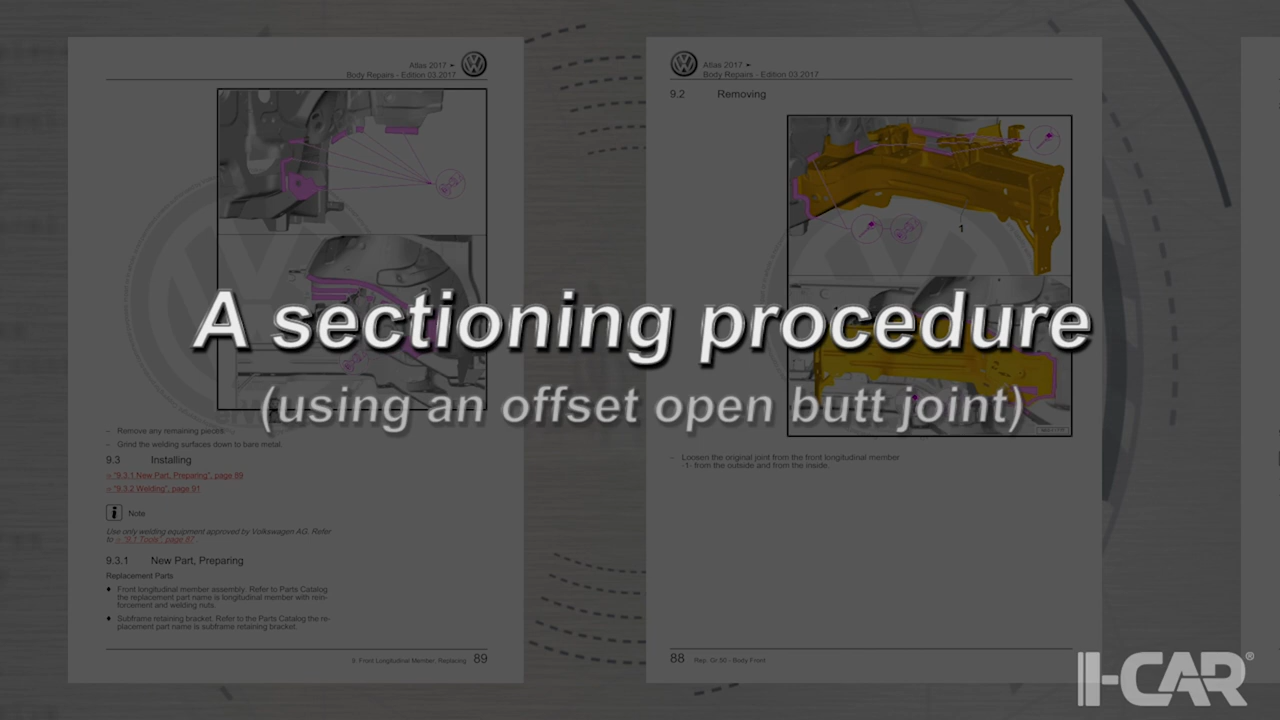 A sectioning procedure
(using an offset open butt joint)
Atlas 2017 ►
Body Repairs - Edition 03.2017
– Remove any remaining pieces.
– Grind the welding surfaces down to bare metal.
9.3 Installing
⇒ "9.3.1 New Part, Preparing", page 89
⇒ "9.3.2 Welding", page 91
i Note
Use only welding equipment approved by Volkswagen AG. Refer
to ⇒ "9.1 Tools", page 87 .
9.3.1 New Part, Preparing
Replacement Parts
♦ Front longitudinal member assembly. Refer to Parts Catalog
the replacement part name is longitudinal member with rein-
forcement and welding nuts.
♦ Subframe retaining bracket. Refer to the Parts Catalog the re-
placement part name is subframe retaining bracket.
9. Front Longitudinal Member, Replacing 89
Atlas 2017 ►
Body Repairs - Edition 03.2017
9.2 Removing
1
– Loosen the original joint from the front longitudinal member
-1- from the outside and from the inside.
88 Rep. Gr.50 - Body Front
I-CAR®